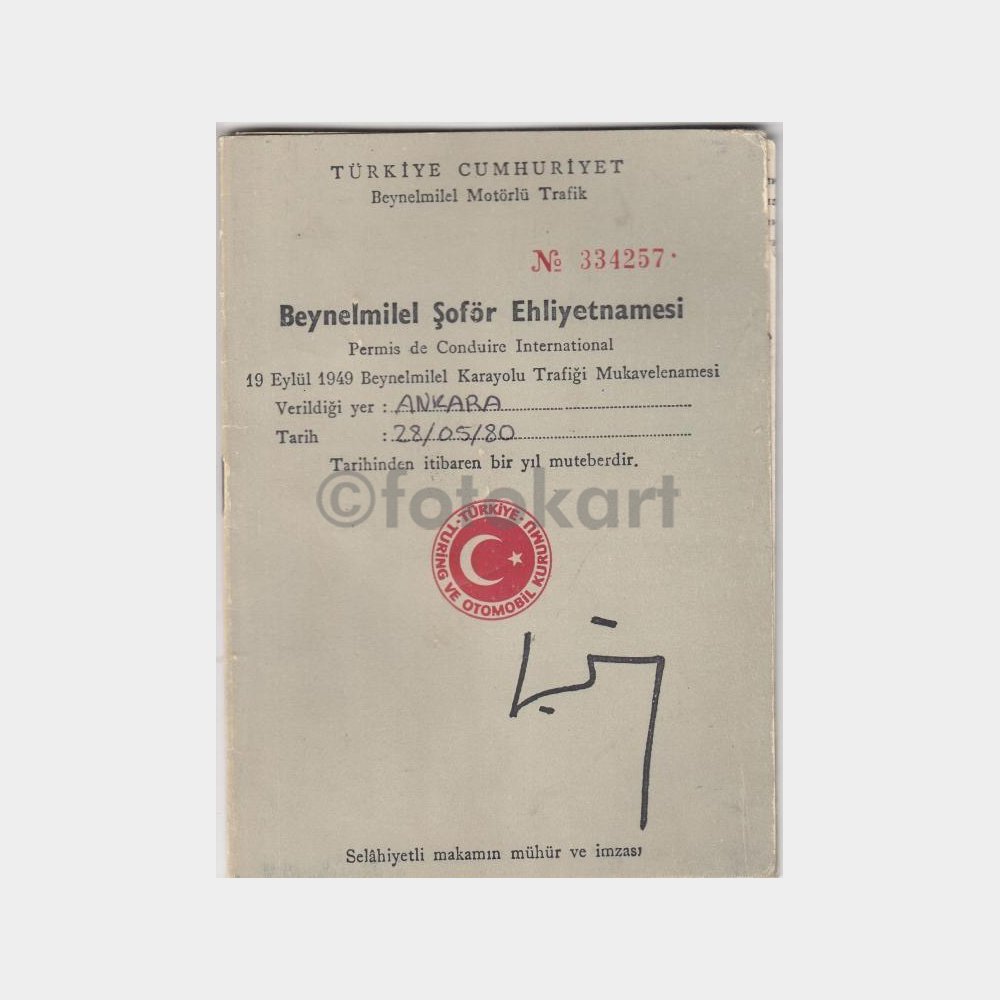 TÜRKİYE CUMHURİYET
Beynelmilel Motörlü Trafik
№ 334257
Beynelmilel Şoför Ehliyetnamesi
Permis de Conduire International
19 Eylül 1949 Beynelmilel Karayolu Trafiği Mukavelenamesi
Verildiği yer : ANKARA
Tarih : 28/05/80
Tarihinden itibaren bir yıl muteberdir.
©fotokart
TÜRKİYE
TURING VE OTOMOBİL KURUMU
Selâhiyetli makamın mühür ve imzası